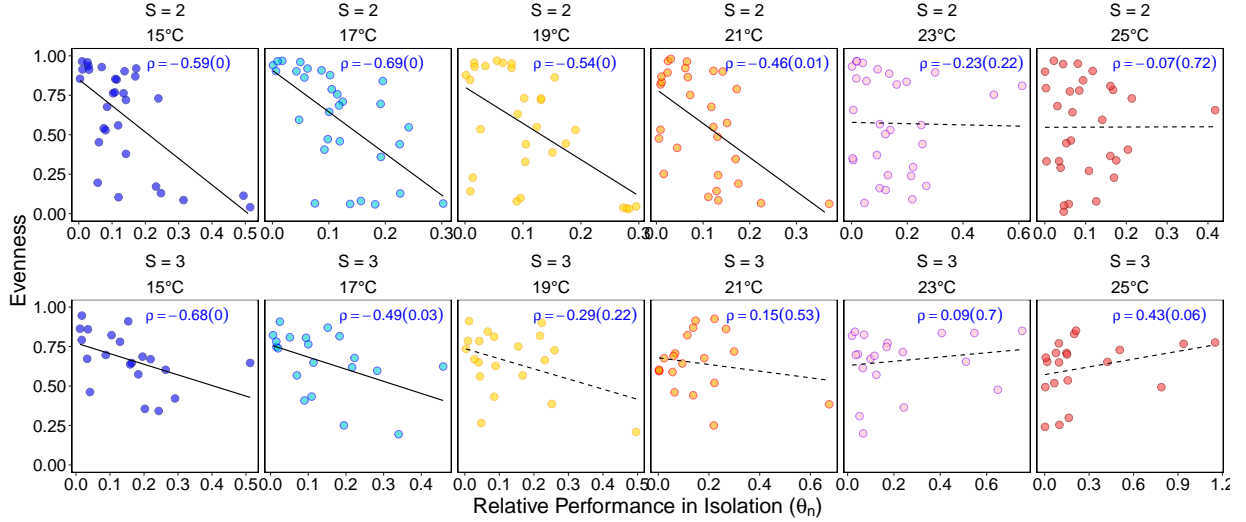 S = 2 S = 2 S = 2 S = 2 S = 2 S = 2
15°C 17°C 19°C 21°C 23°C 25°C
ρ=−0.59(0) ρ=−0.69(0) ρ=−0.54(0) ρ=−0.46(0.01) ρ=−0.23(0.22) ρ=−0.07(0.72)
1.00
0.75
0.50
0.25
0.00
0.0 0.1 0.2 0.3 0.4 0.5 0.0 0.1 0.2 0.3 0.0 0.1 0.2 0.3 0.0 0.1 0.2 0.3 0.0 0.2 0.4 0.6 0.0 0.1 0.2 0.3 0.4
S = 3 S = 3 S = 3 S = 3 S = 3 S = 3
15°C 17°C 19°C 21°C 23°C 25°C
ρ=−0.68(0) ρ=−0.49(0.03) ρ=−0.29(0.22) ρ=0.15(0.53) ρ=0.09(0.7) ρ=0.43(0.06)
1.00
0.75
0.50
0.25
0.00
0.0 0.1 0.2 0.3 0.4 0.5 0.0 0.1 0.2 0.3 0.4 0.0 0.1 0.2 0.3 0.4 0.5 0.0 0.2 0.4 0.6 0.0 0.2 0.4 0.6 0.0 0.3 0.6 0.9 1.2
Evenness
Relative Performance in Isolation (θn)